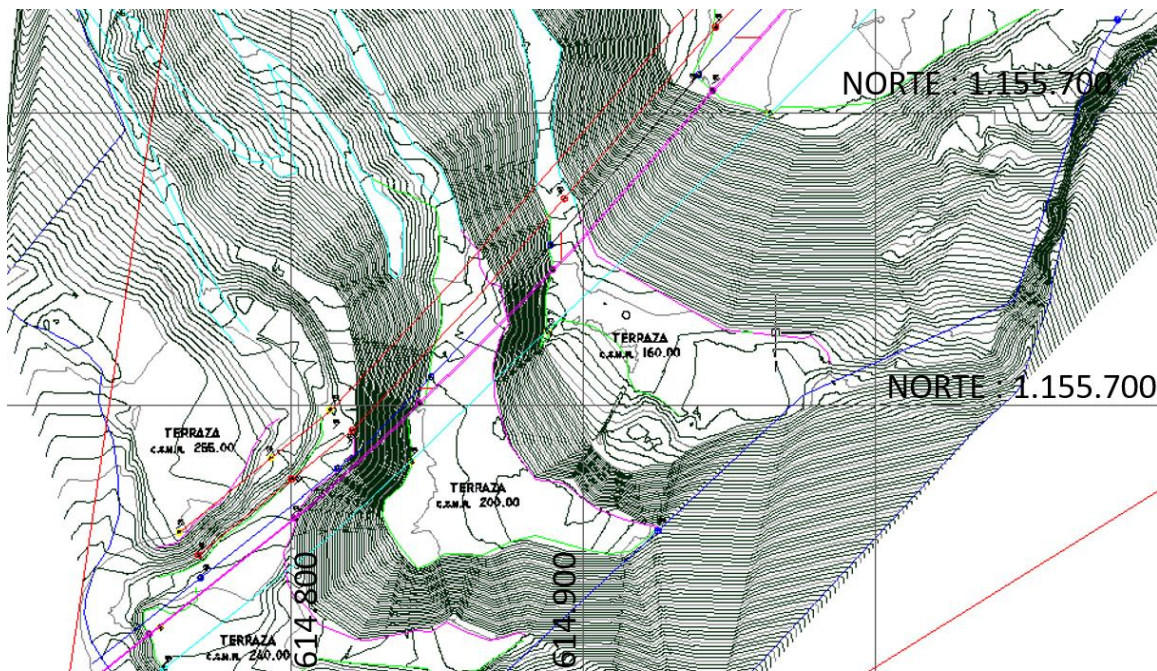 NORTE : 1.155.700
TERRAZA
C.S.N.M. 160.00
NORTE : 1.155.700
TERRAZA
C.S.N.M. 255.00
TERRAZA
C.S.N.M. 200.00
614.800
614.900
TERRAZA
C.S.N.M. 240.00